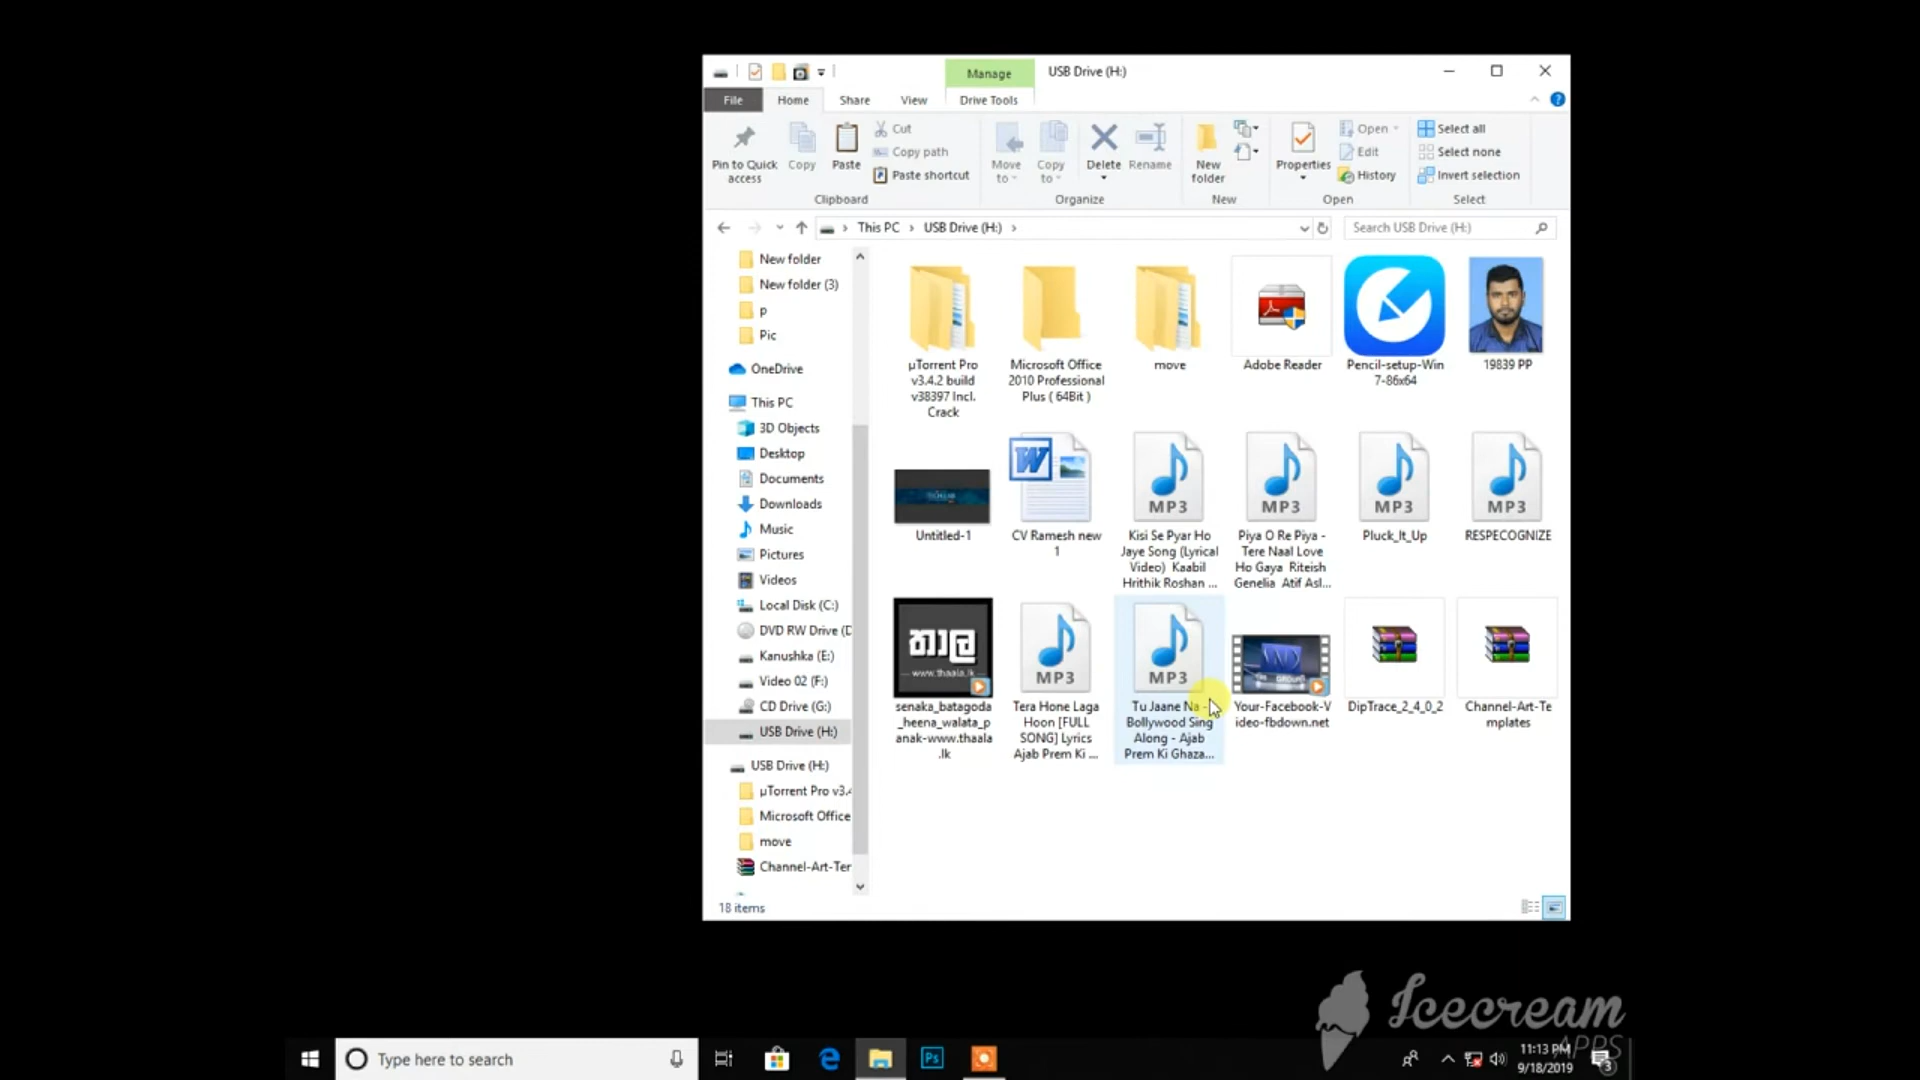 Manage
USB Drive (H:)
File
Home
Share
View
Drive Tools
Pin to Quick
access
Copy
Paste
Cut
Copy path
Paste shortcut
Clipboard
Move
to
Copy
to
Delete
Rename
Organize
New
folder
New
Properties
Open
Edit
History
Open
Select all
Select none
Invert selection
Select
This PC
USB Drive (H:)
Search USB Drive (H:)
New folder
New folder (3)
p
Pic
OneDrive
This PC
3D Objects
Desktop
Documents
Downloads
Music
Pictures
Videos
Local Disk (C:)
DVD RW Drive (D
Kanushka (E:)
Video 02 (F:)
CD Drive (G:)
USB Drive (H:)
USB Drive (H:)
µTorrent Pro v3.4
Microsoft Office
move
Channel-Art-Ter
µTorrent Pro
v3.4.2 build
v38397 Incl.
Crack
Microsoft Office
2010 Professional
Plus ( 64Bit )
move
Adobe Reader
Pencil-setup-Win
7-86x64
19839 PP
Untitled-1
W
CV Ramesh new
1
MP3
Kisi Se Pyar Ho
Jaye Song (Lyrical
Video) Kaabil
Hrithik Roshan ...
MP3
Piya O Re Piya -
Tere Naal Love
Ho Gaya Riteish
Genelia Atif Asl...
MP3
Pluck_It_Up
MP3
RESPECOGNIZE
තාල
www.thaala.lk
senaka_batagoda
_heena_walata_p
anak-www.thaala
.lk
MP3
Tera Hone Laga
Hoon [FULL
SONG] Lyrics
Ajab Prem Ki ...
MP3
Tu Jaane Na -
Bollywood Sing
Along - Ajab
Prem Ki Ghaza...
Your-Facebook-V
ideo-fbdown.net
DipTrace_2_4_0_2
Channel-Art-Te
mplates
18 items
Icecream
APPS
Type here to search
Ps
11:13 PM
9/18/2019
3